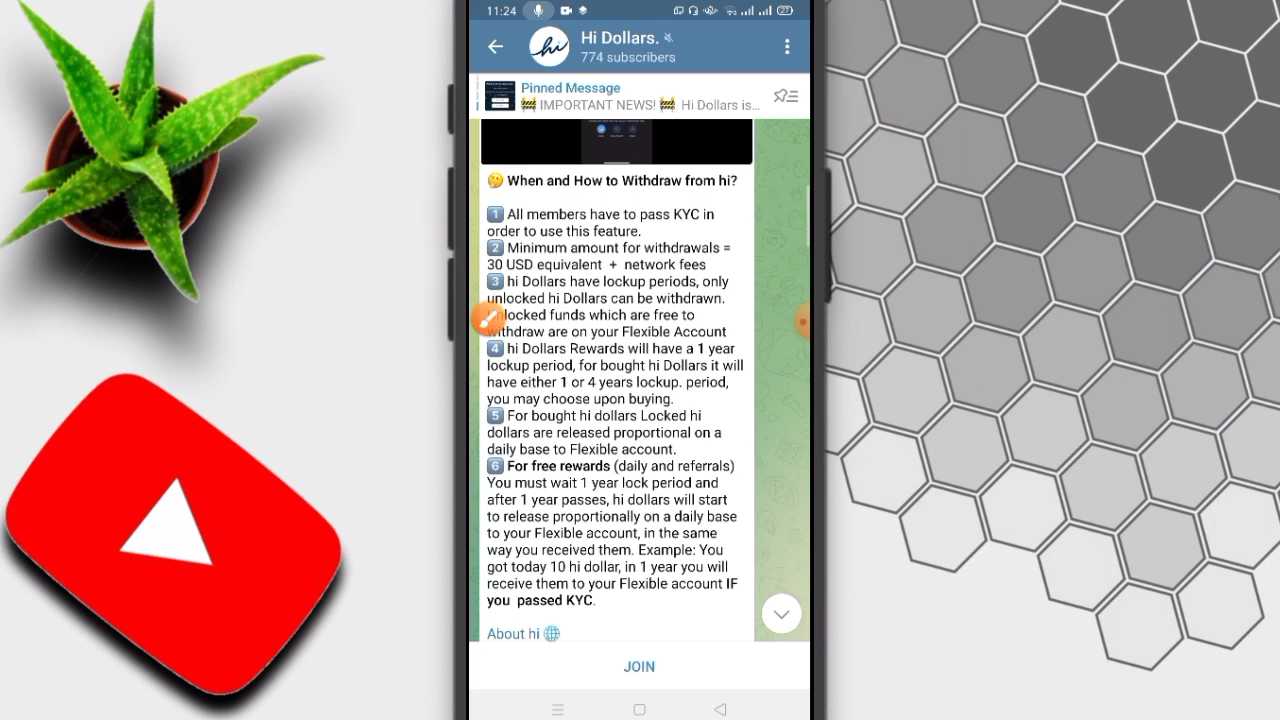 11:24
27
hi
Hi Dollars.
774 subscribers
Pinned Message
🚧 IMPORTANT NEWS! 🚧 Hi Dollars is...
🤔 When and How to Withdraw from hi?
1 All members have to pass KYC in
order to use this feature.
2 Minimum amount for withdrawals =
30 USD equivalent + network fees
3 hi Dollars have lockup periods, only
unlocked hi Dollars can be withdrawn.
Unlocked funds which are free to
withdraw are on your Flexible Account
4 hi Dollars Rewards will have a 1 year
lockup period, for bought hi Dollars it will
have either 1 or 4 years lockup. period,
you may choose upon buying.
5 For bought hi dollars Locked hi
dollars are released proportional on a
daily base to Flexible account.
6 For free rewards (daily and referrals)
You must wait 1 year lock period and
after 1 year passes, hi dollars will start
to release proportionally on a daily base
to your Flexible account, in the same
way you received them. Example: You
got today 10 hi dollar, in 1 year you will
receive them to your Flexible account IF
you passed KYC.
About hi 🌐
JOIN